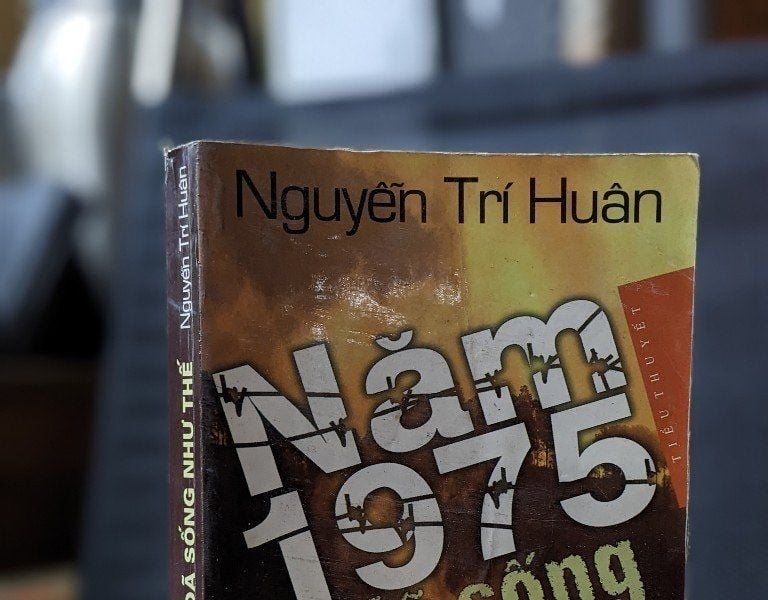 Nguyễn Trí Huân
Năm
1975
sống
TIỂU THUYẾT
Nguyễn Trí Huân
ĐÃ SỐNG NHƯ THẾ